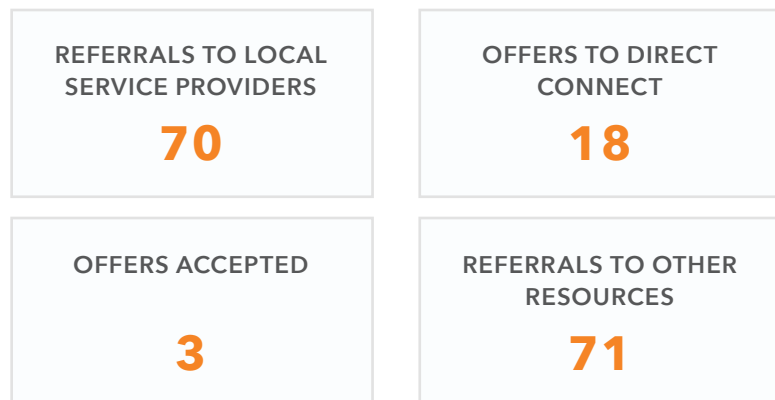 REFERRALS TO LOCAL
SERVICE PROVIDERS
70
OFFERS TO DIRECT
CONNECT
18
OFFERS ACCEPTED
3
REFERRALS TO OTHER
RESOURCES
71